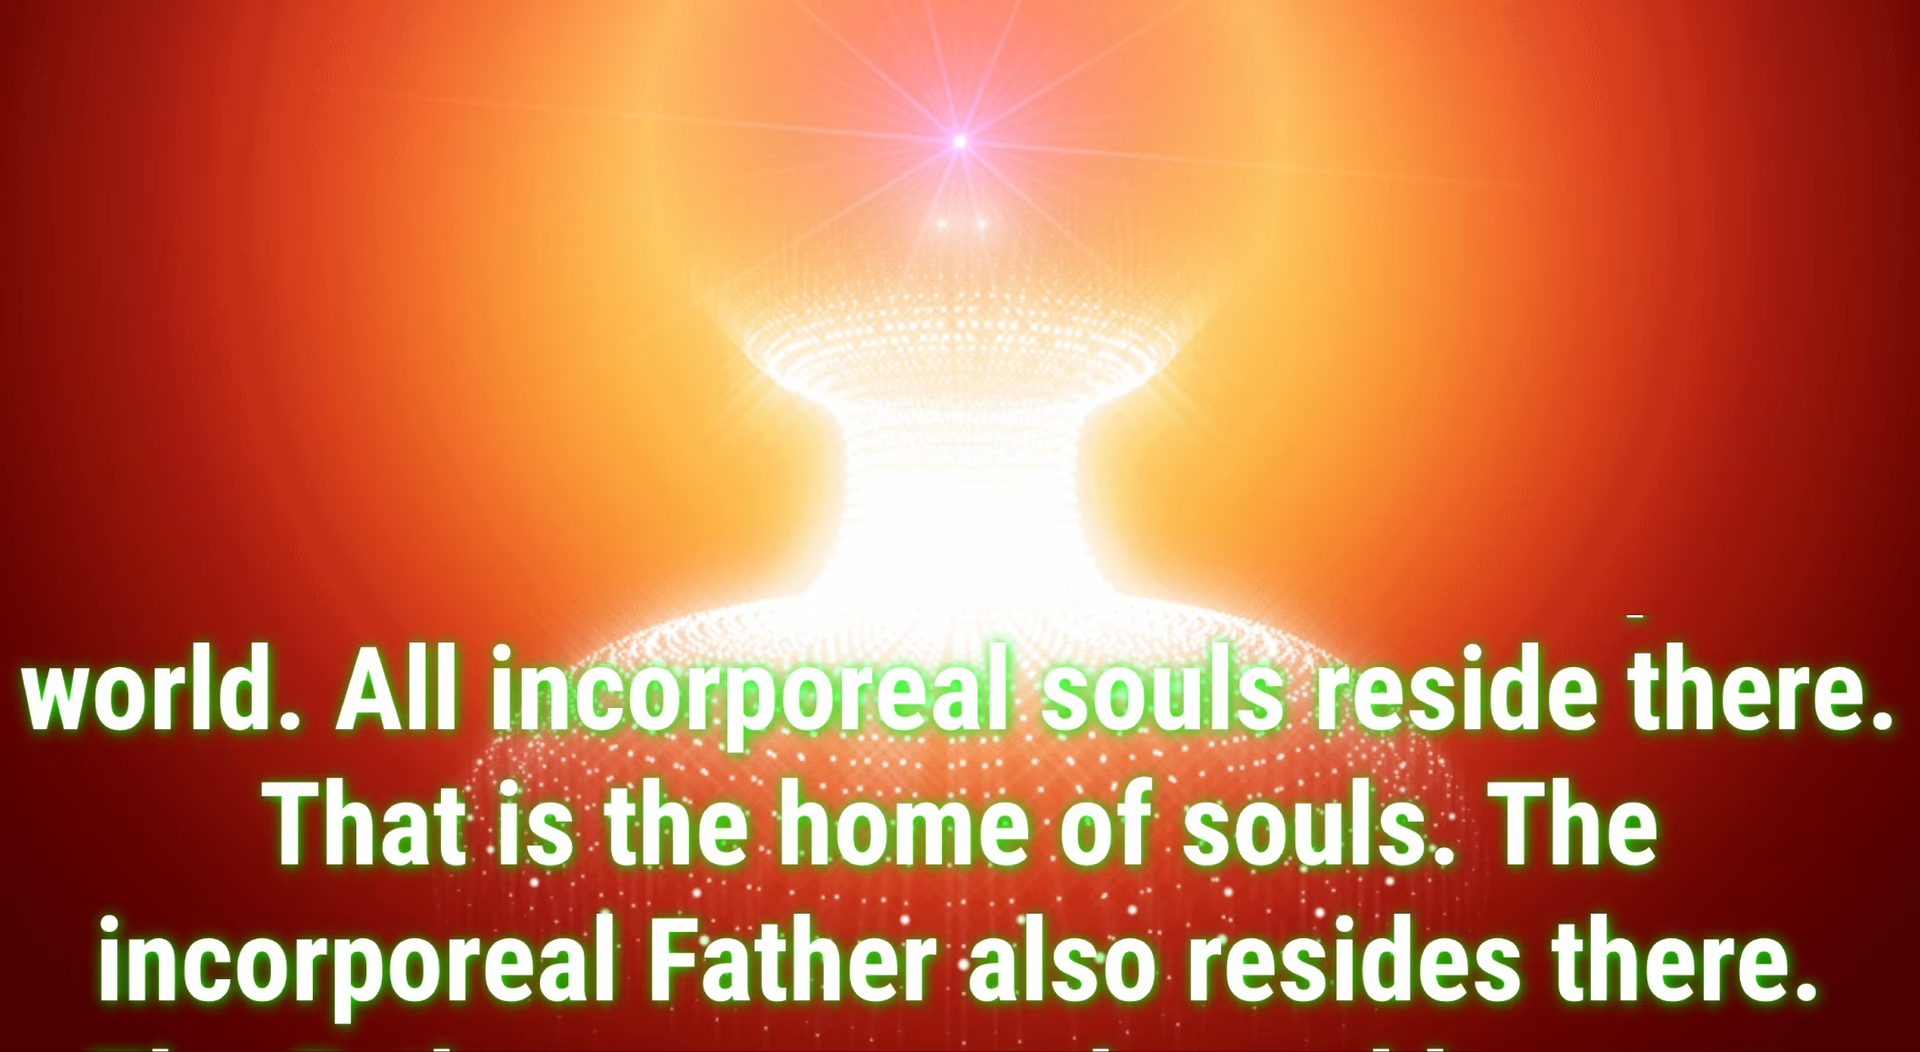 world. All incorporeal souls reside there.
That is the home of souls. The
incorporeal Father also resides there.